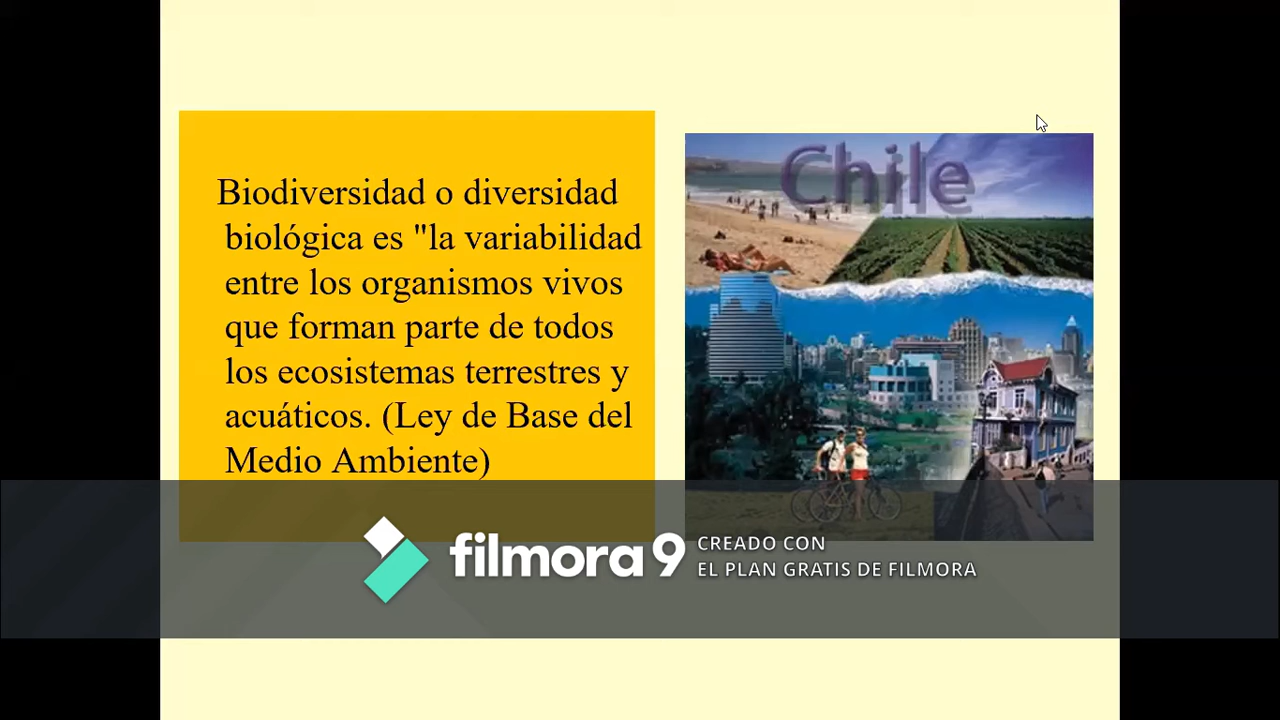 Biodiversidad o diversidad
biológica es "la variabilidad
entre los organismos vivos
que forman parte de todos
los ecosistemas terrestres y
acuáticos. (Ley de Base del
Medio Ambiente)
Chile
filmora9
CREADO CON
EL PLAN GRATIS DE FILMORA